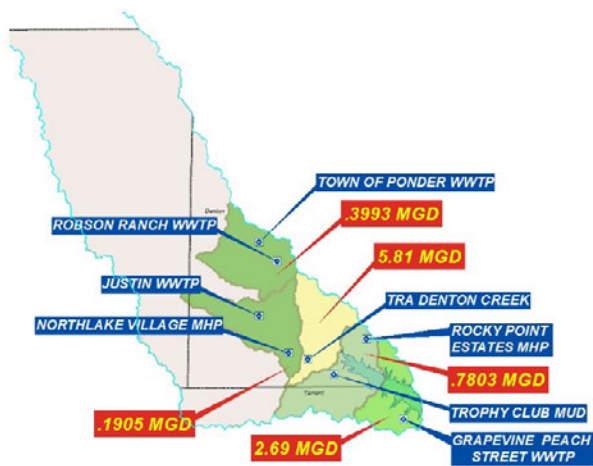 TOWN OF PONDER WWTP
Denton
.3993 MGD
ROBSON RANCH WWTP
5.81 MGD
JUSTIN WWTP
TRA DENTON CREEK
NORTHLAKE VILLAGE MHP
ROCKY POINT
ESTATES MHP
.7803 MGD
Tarrant
TROPHY CLUB MUD
.1905 MGD
2.69 MGD
GRAPEVINE PEACH
STREET WWTP